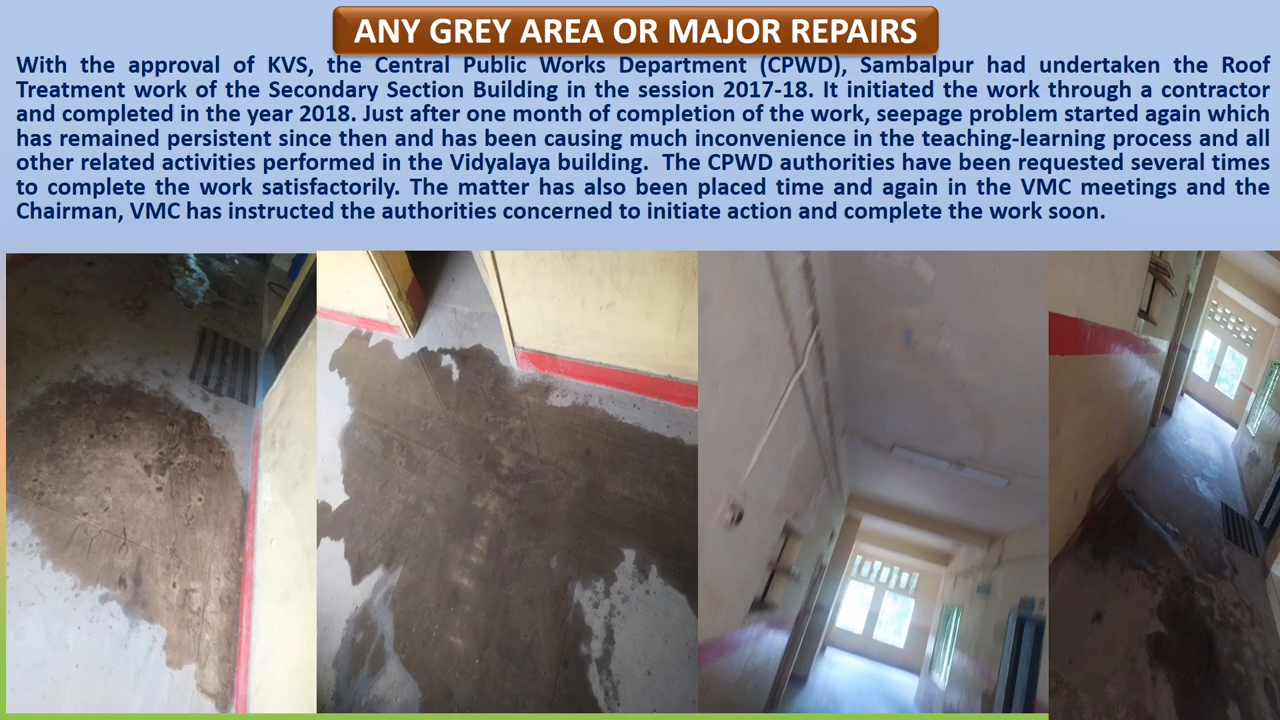 ANY GREY AREA OR MAJOR REPAIRS
With the approval of KVS, the Central Public Works Department (CPWD), Sambalpur had undertaken the Roof
Treatment work of the Secondary Section Building in the session 2017-18. It initiated the work through a contractor
and completed in the year 2018. Just after one month of completion of the work, seepage problem started again which
has remained persistent since then and has been causing much inconvenience in the teaching-learning process and all
other related activities performed in the Vidyalaya building. The CPWD authorities have been requested several times
to complete the work satisfactorily. The matter has also been placed time and again in the VMC meetings and the
Chairman, VMC has instructed the authorities concerned to initiate action and complete the work soon.